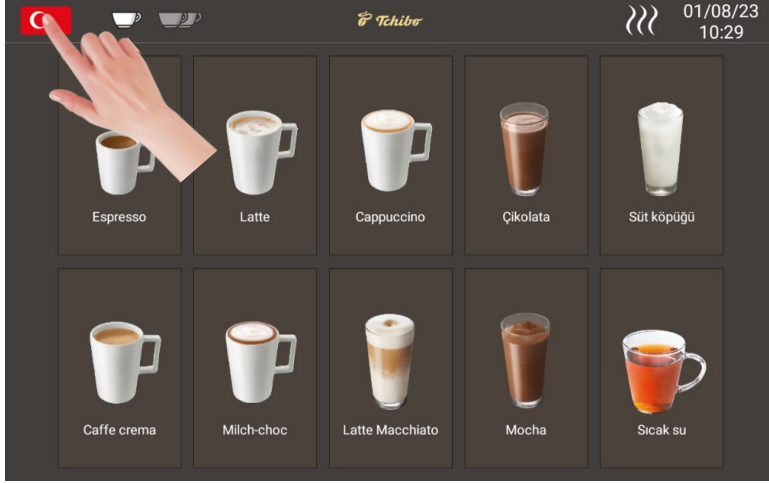 Tchibo
01/08/23
10:29
Espresso
Latte
Cappuccino
Çikolata
Süt köpüğü
Caffe crema
Milch-choc
Latte Macchiato
Mocha
Sıcak su